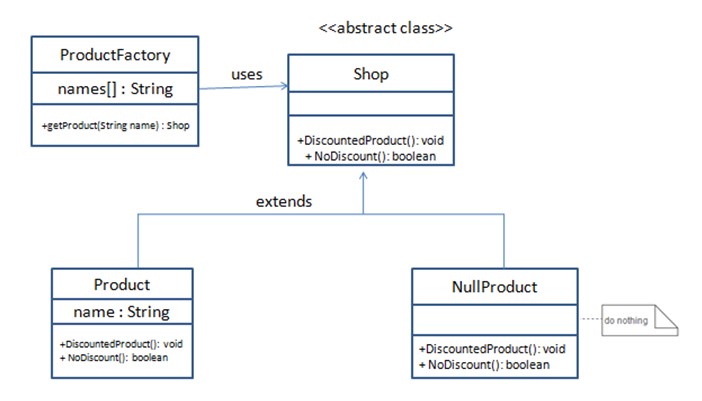 <<abstract class>>
ProductFactory
names[] : String
+getProduct(String name) : Shop
uses
Shop
+DiscountedProduct(): void
+ NoDiscount(): boolean
extends
Product
name : String
+DiscountedProduct(): void
+ NoDiscount(): boolean
NullProduct
+DiscountedProduct(): void
+ NoDiscount(): boolean
do nothing